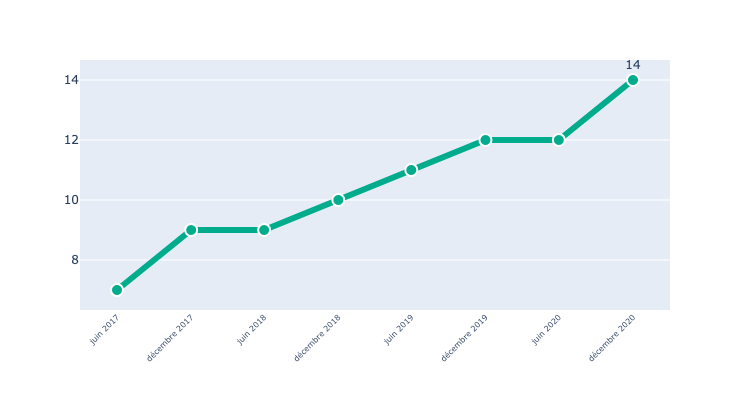 14
14
12
10
8
juin 2017
décembre 2017
juin 2018
décembre 2018
juin 2019
décembre 2019
juin 2020
décembre 2020